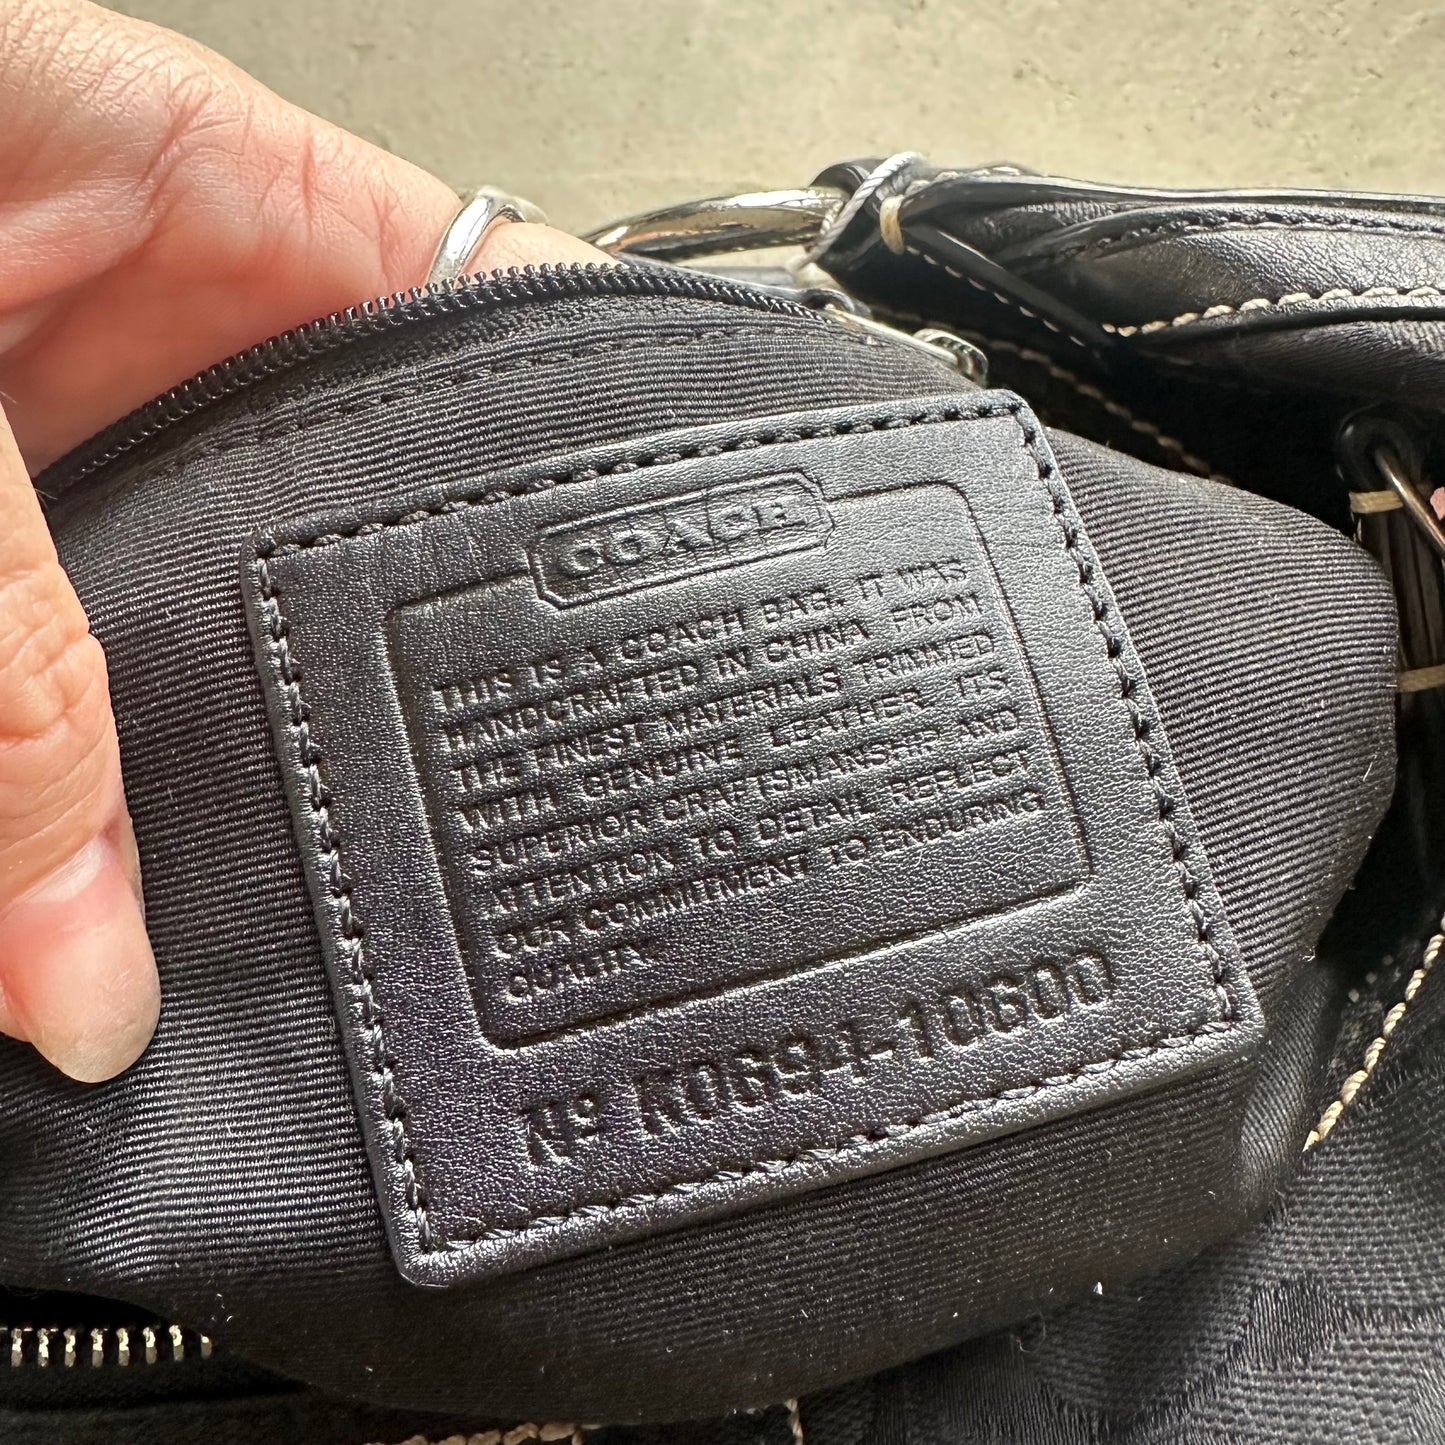 COACH
THIS IS A COACH BAG. IT WAS
HANDCRAFTED IN CHINA FROM
THE FINEST MATERIALS TRIMMED
WITH GENUINE LEATHER. ITS
SUPERIOR CRAFTSMANSHIP AND
ATTENTION TO DETAIL REFLECT
OUR COMMITMENT TO ENDURING
QUALITY.
Nº K0694-10600